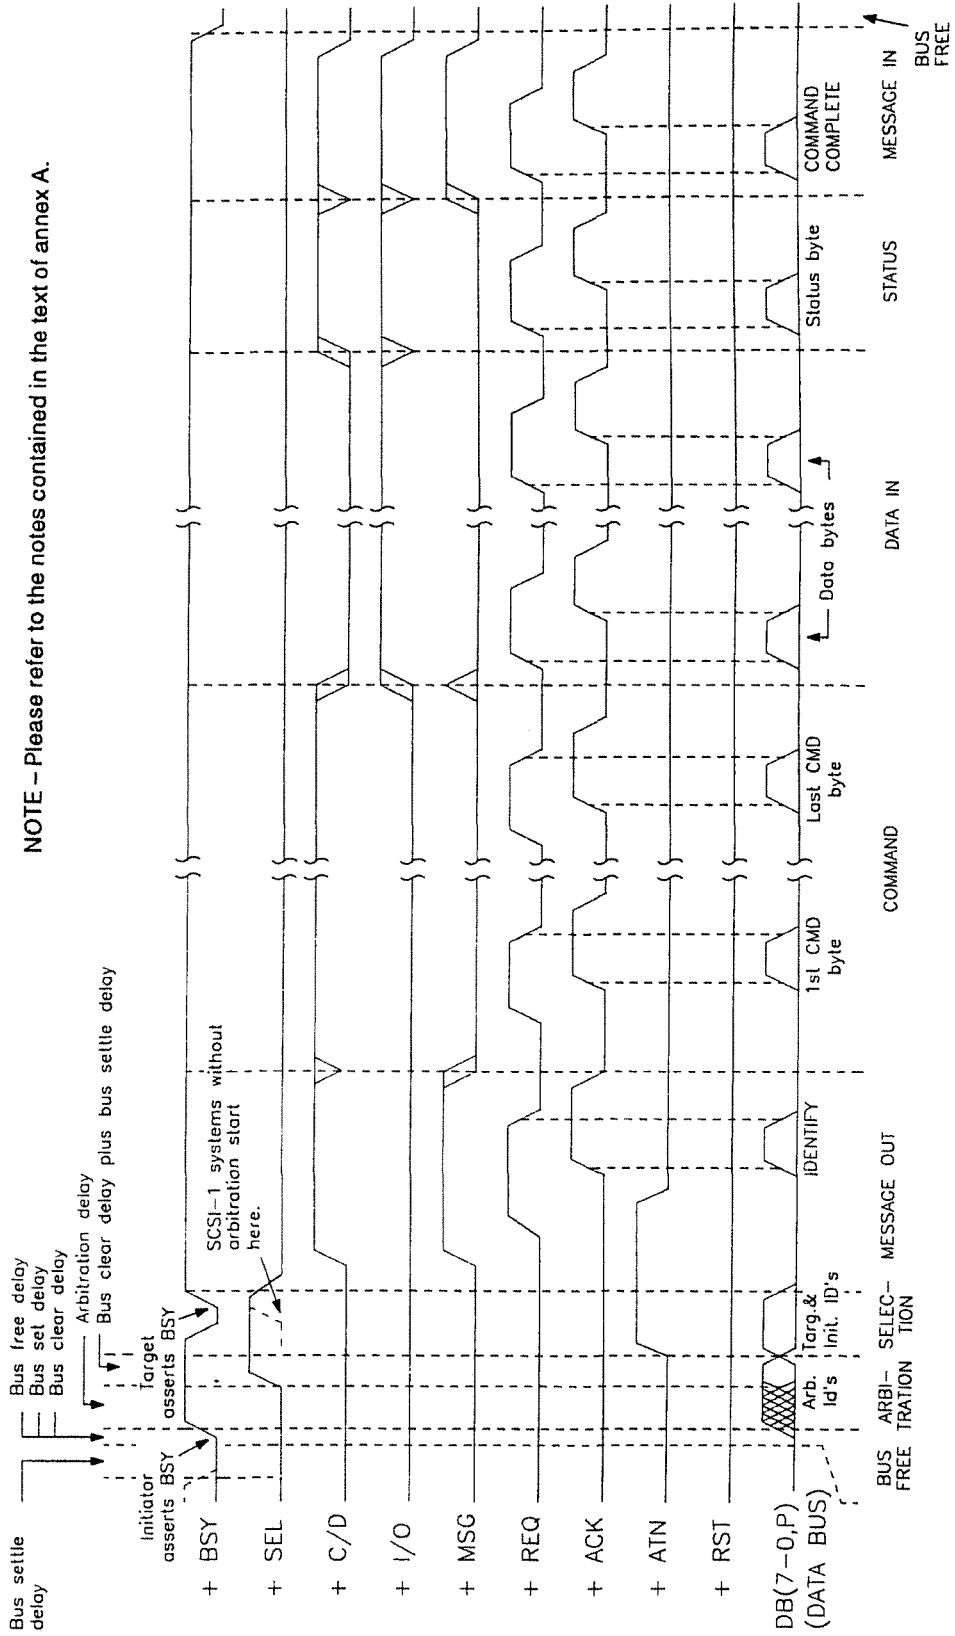 NOTE – Please refer to the notes contained in the text of annex A.
Bus settle
delay
Bus free delay
Bus set delay
Bus clear delay
Arbitration delay
Bus clear delay plus bus settle delay
Initiator
asserts BSY
Target
asserts BSY
SCSI-1 systems without
arbitration start
here.
+ BSY
+ SEL
+ C/D
+ I/O
+ MSG
+ REQ
+ ACK
+ ATN
+ RST
DB(7-0,P)
(DATA BUS)
Arb.
Id's
Targ.&
Init. ID's
IDENTIFY
1st CMD
byte
Last CMD
byte
Data bytes
Status byte
COMMAND
COMPLETE
BUS
FREE
ARBI-
TRATION
SELEC-
TION
MESSAGE OUT
COMMAND
DATA IN
STATUS
MESSAGE IN
BUS
FREE